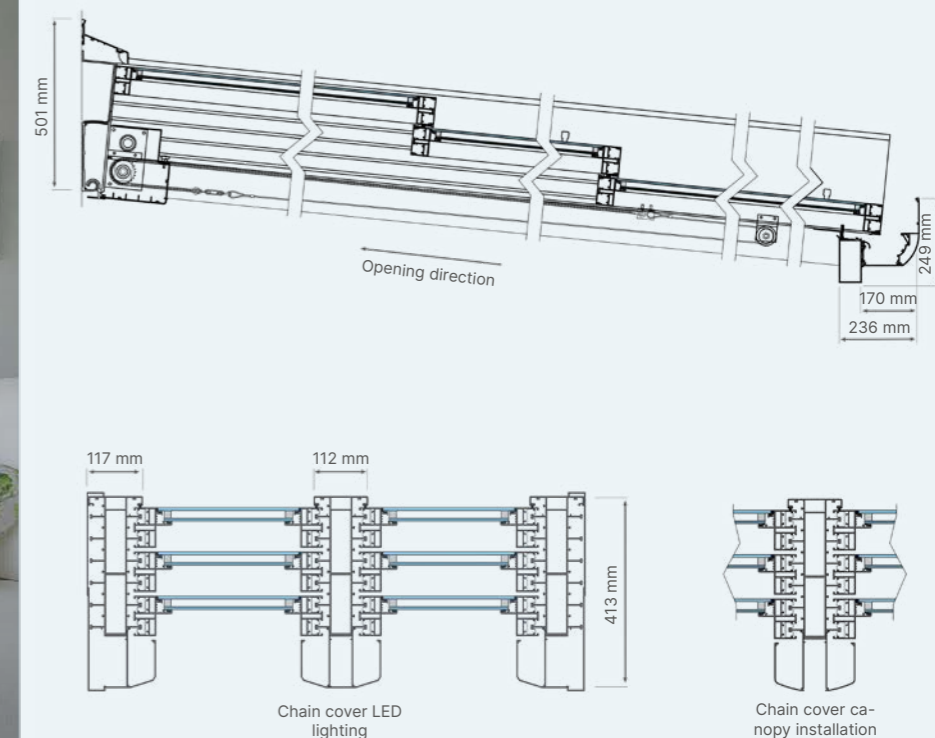 501 mm
Opening direction
249 mm
170 mm
236 mm
117 mm
112 mm
413 mm
Chain cover LED
lighting
Chain cover ca-
nopy installation